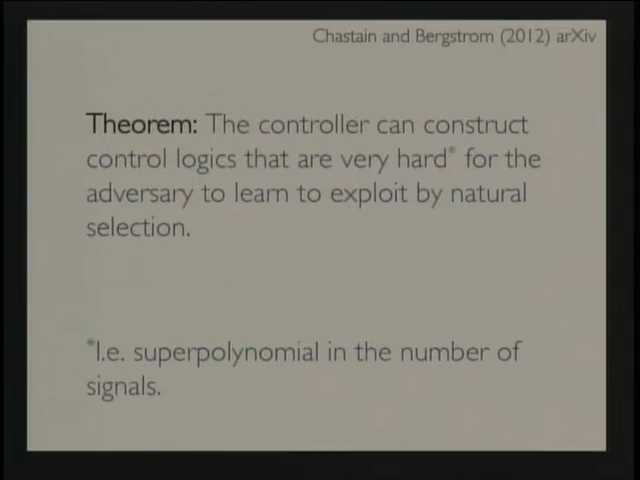 Chastain and Bergstrom (2012) arXiv
Theorem: The controller can construct
control logics that are very hard* for the
adversary to learn to exploit by natural
selection.
*I.e. superpolynomial in the number of
signals.